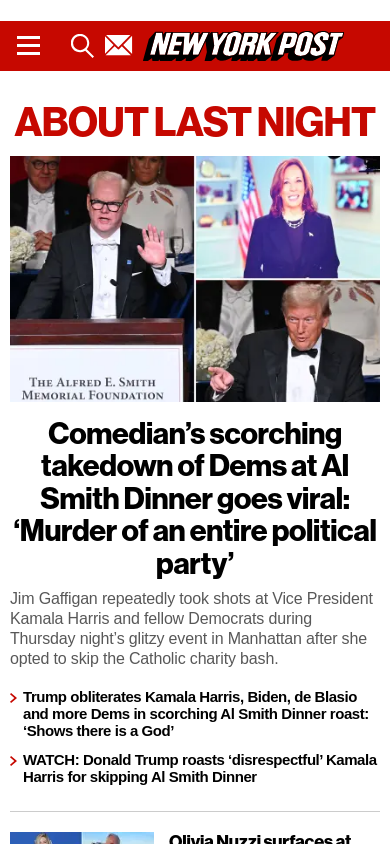 NEW YORK POST
ABOUT LAST NIGHT
THE ALFRED E. SMITH
MEMORIAL FOUNDATION
Comedian’s scorching
takedown of Dems at Al
Smith Dinner goes viral:
‘Murder of an entire political
party’
Jim Gaffigan repeatedly took shots at Vice President
Kamala Harris and fellow Democrats during
Thursday night’s glitzy event in Manhattan after she
opted to skip the Catholic charity bash.
Trump obliterates Kamala Harris, Biden, de Blasio
and more Dems in scorching Al Smith Dinner roast:
‘Shows there is a God’
WATCH: Donald Trump roasts ‘disrespectful’ Kamala
Harris for skipping Al Smith Dinner
Olivia Nuzzi surfaces at